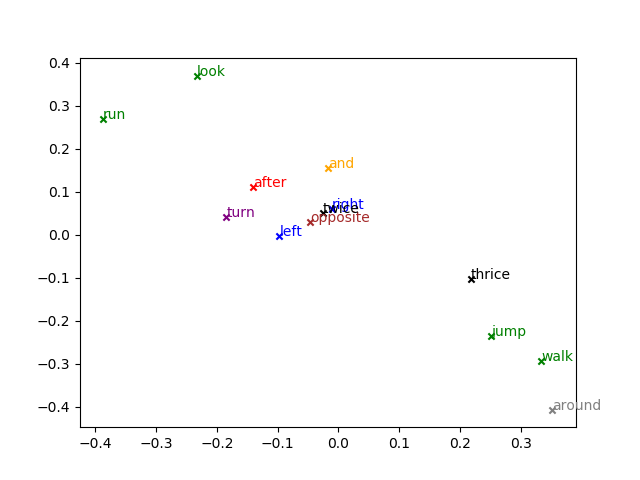 0.4
0.3
0.2
0.1
0.0
−0.1
−0.2
−0.3
−0.4
look
run
and
after
right
twice
turn
opposite
left
thrice
jump
walk
around
−0.4 −0.3 −0.2 −0.1 0.0 0.1 0.2 0.3